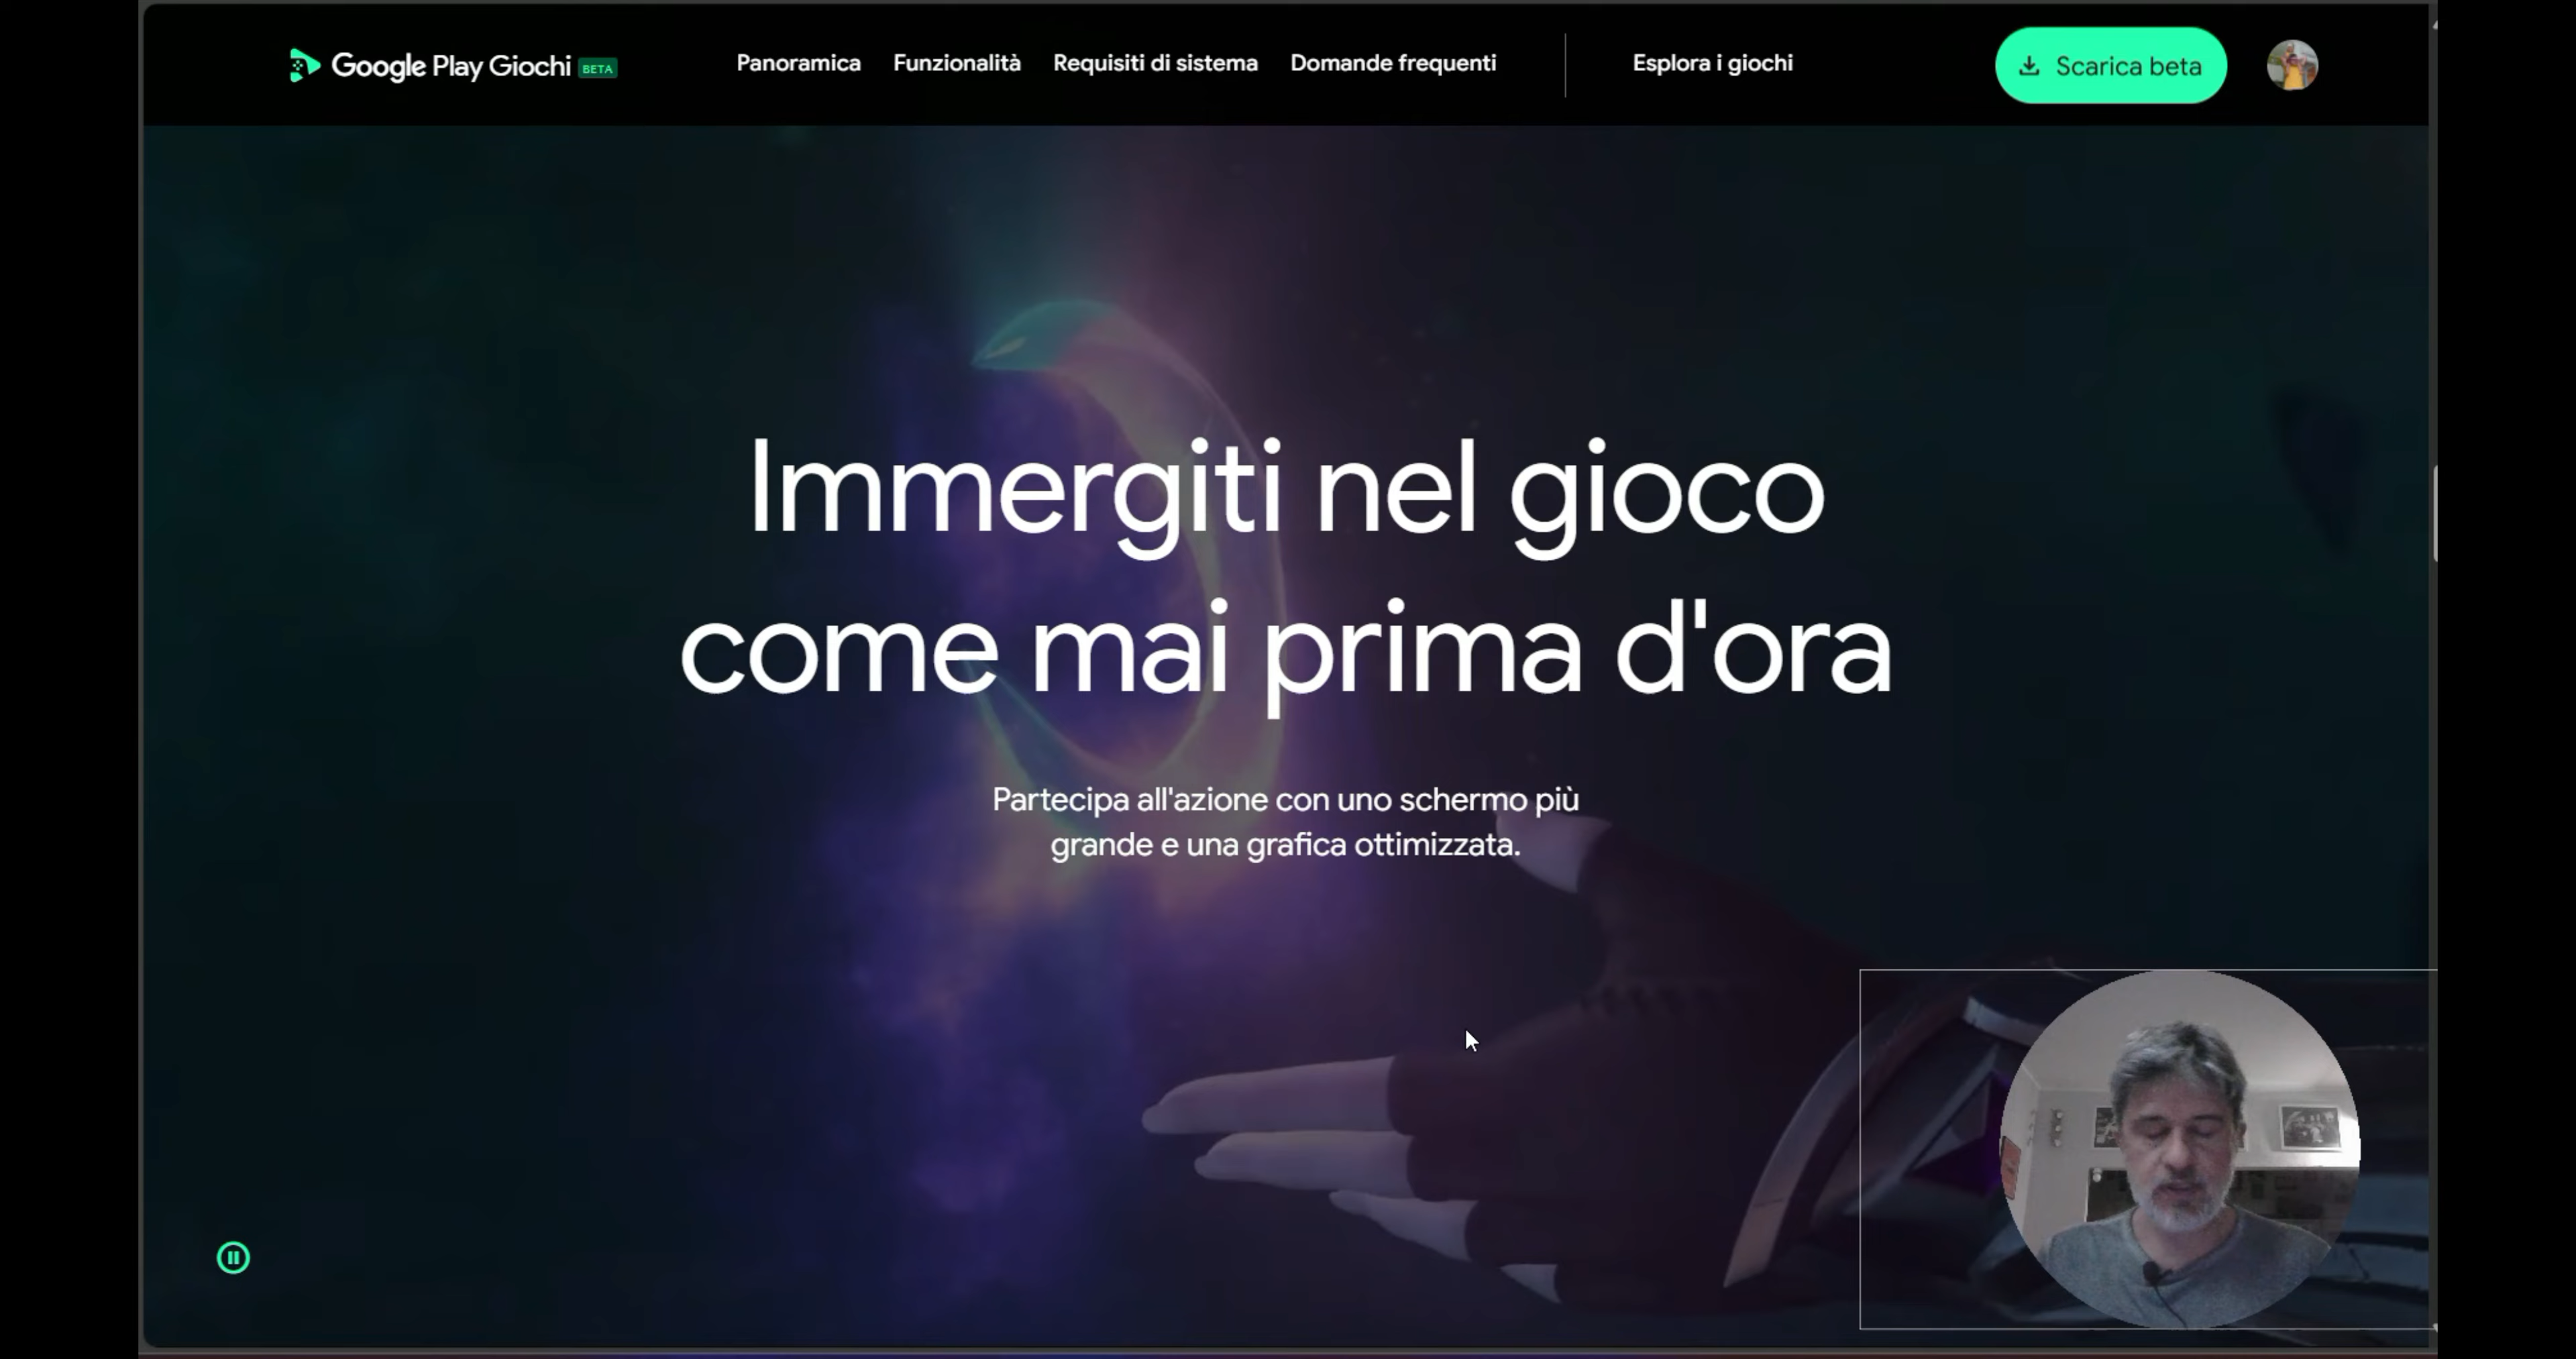 Google Play Giochi BETA
Panoramica
Funzionalità
Requisiti di sistema
Domande frequenti
Esplora i giochi
Scarica beta
Immergiti nel gioco
come mai prima d'ora
Partecipa all'azione con uno schermo più
grande e una grafica ottimizzata.